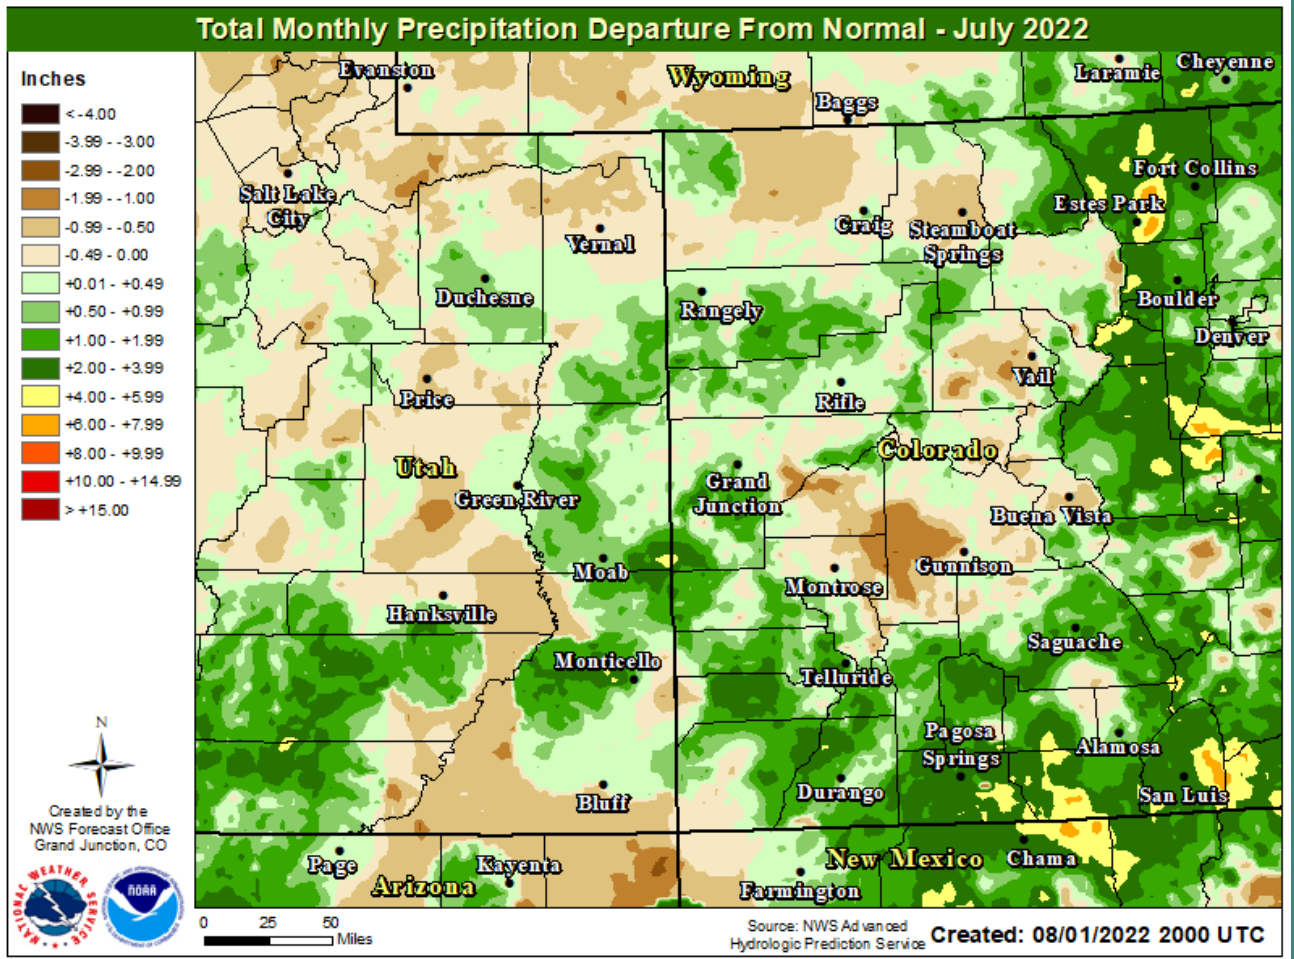 Total Monthly Precipitation Departure From Normal - July 2022
Inches
< -4.00
-3.99 - -3.00
-2.99 - -2.00
-1.99 - -1.00
-0.99 - -0.50
-0.49 - 0.00
+0.01 - +0.49
+0.50 - +0.99
+1.00 - +1.99
+2.00 - +3.99
+4.00 - +5.99
+6.00 - +7.99
+8.00 - +9.99
+10.00 - +14.99
> +15.00
Evanston
Wyoming
Baggs
Laramie
Cheyenne
Salt Lake
City
Vernal
Craig
Steamboat
Springs
Fort Collins
Estes Park
Duchesne
Rangely
Boulder
Denver
Price
Rifle
Vail
Utah
Green River
Grand
Junction
Colorado
Buena Vista
Moab
Montrose
Gunnison
Hanksville
Monticello
Telluride
Saguache
Pagosa
Springs
Alamosa
Bluff
Durango
San Luis
Page
Arizona
Kayenta
Farmington
New Mexico
Chama
N
Created by the
NWS Forecast Office
Grand Junction, CO
NATIONAL WEATHER SERVICE
NOAA
0 25 50
Miles
Source: NWS Advanced
Hydrologic Prediction Service
Created: 08/01/2022 2000 UTC